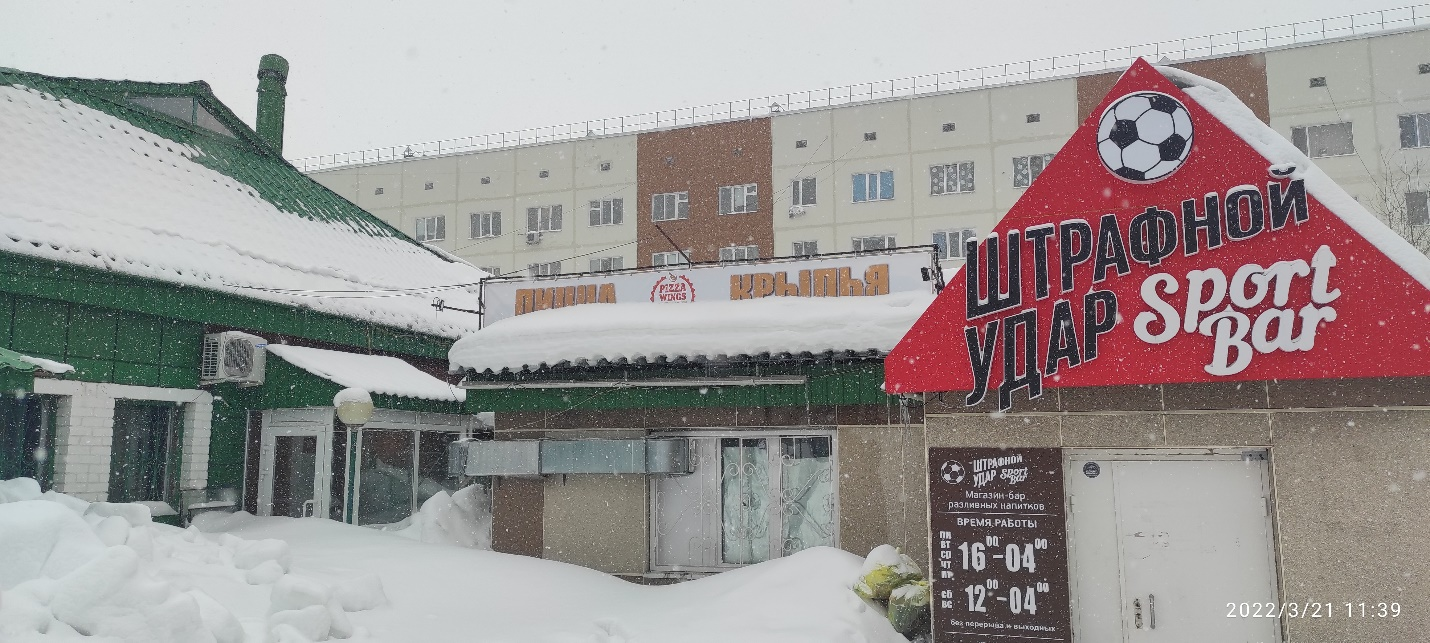 ПИЦЦА
PIZZA
WINGS
КРЫЛЬЯ
ШТРАФНОЙ
УДАР
Sport
Bar
ШТРАФНОЙ
УДАР
Sport
Bar
Магазин-бар
разливных напитков
ВРЕМЯ РАБОТЫ
ПН
ВТ
СР
ЧТ
ПТ
16⁰⁰-04⁰⁰
СБ
ВС
12⁰⁰-04⁰⁰
без перерыва и выходных
2022/3/21 11:39